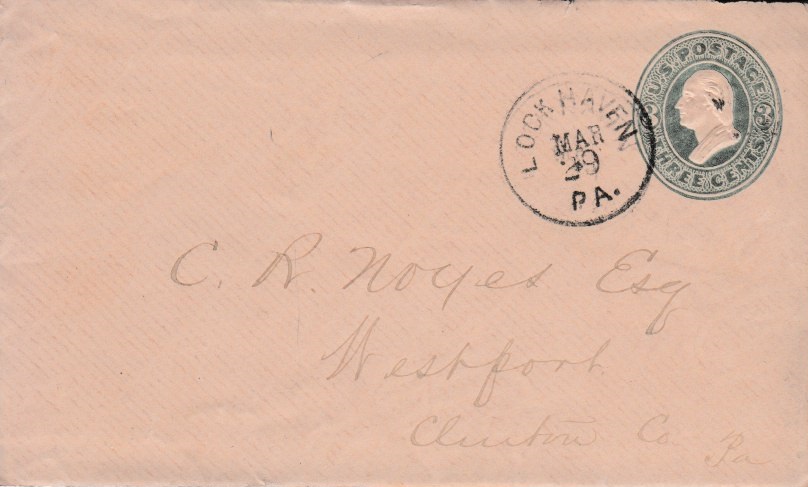 U.S. POSTAGE
THREE CENTS
LOCK HAVEN
MAR
29
PA.
C. R. Noyes Esq
Westport
Clinton Co Pa